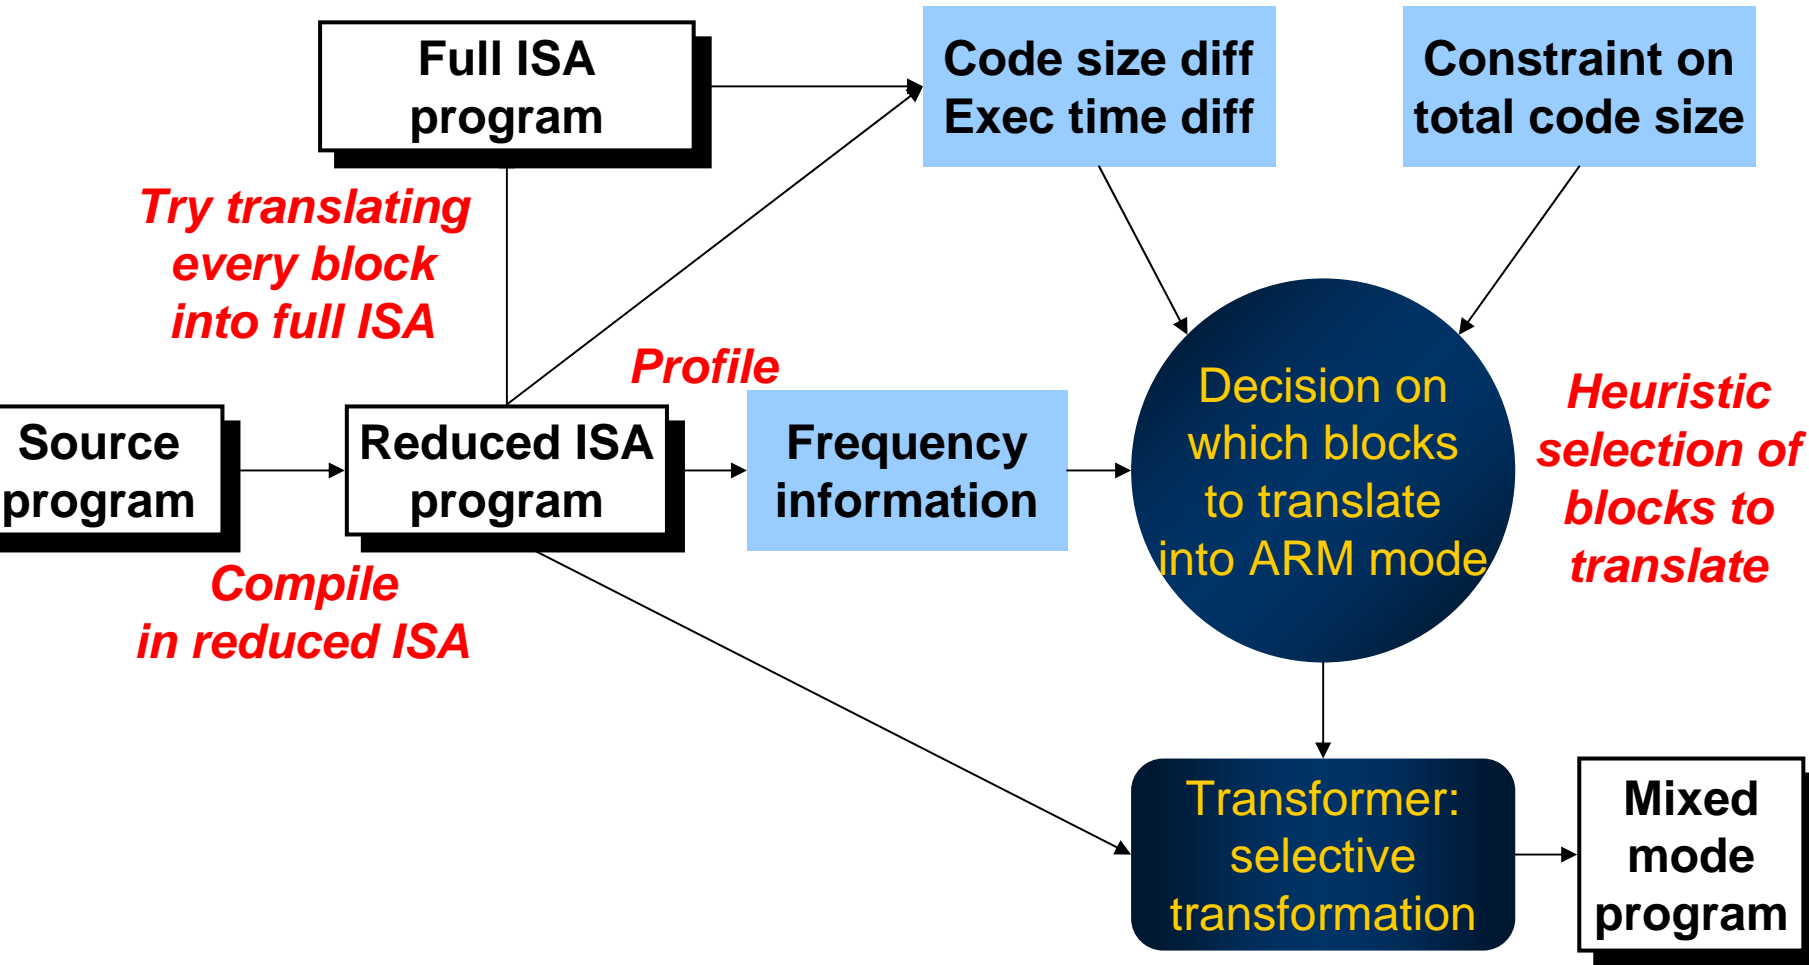 Full ISA
program
Code size diff
Exec time diff
Constraint on
total code size
Try translating
every block
into full ISA
Profile
Source
program
Reduced ISA
program
Frequency
information
Decision on
which blocks
to translate
into ARM mode
Heuristic
selection of
blocks to
translate
Compile
in reduced ISA
Transformer:
selective
transformation
Mixed
mode
program